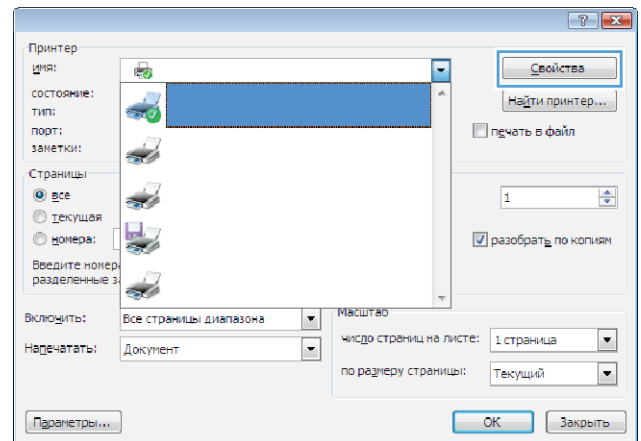 Принтер
имя:
Свойства
состояние:
Найти принтер...
тип:
порт:
печать в файл
заметки:
Страницы
все
1
текущая
номера:
разобрать по копиям
Введите
разделенные
Включить: Все страницы диапазона
Масштаб
число страниц на листе: 1 страница
Напечатать: Документ
по размеру страницы: Текущий
Параметры...
ОК
Закрыть